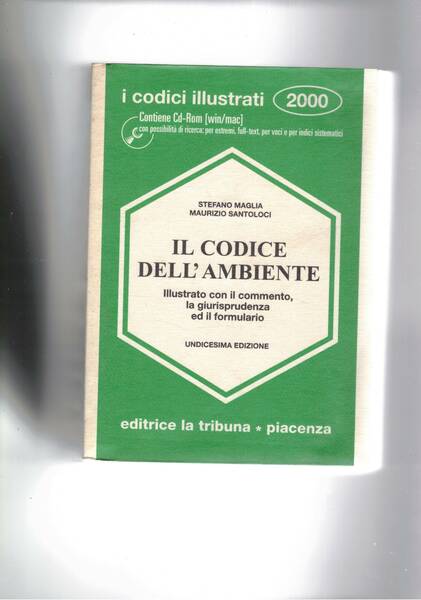 i codici illustrati 2000
Contiene Cd-Rom [win/mac]
con possibilità di ricerca: per estremi, full-text, per voci e per indici sistematici
STEFANO MAGLIA
MAURIZIO SANTOLOCI
IL CODICE
DELL'AMBIENTE
Illustrato con il commento,
la giurisprudenza
ed il formulario
UNDICESIMA EDIZIONE
editrice la tribuna * piacenza